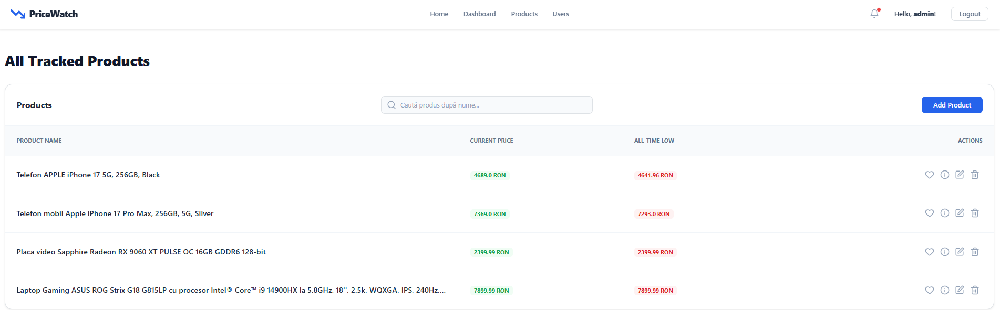 PriceWatch
Home Dashboard Products Users
Hello, admin! Logout
All Tracked Products
Products Caută produs după nume... Add Product
PRODUCT NAME CURRENT PRICE ALL-TIME LOW ACTIONS
Telefon APPLE iPhone 17 5G, 256GB, Black 4689.0 RON 4641.96 RON
Telefon mobil Apple iPhone 17 Pro Max, 256GB, 5G, Silver 7369.0 RON 7293.0 RON
Placa video Sapphire Radeon RX 9060 XT PULSE OC 16GB GDDR6 128-bit 2399.99 RON 2399.99 RON
Laptop Gaming ASUS ROG Strix G18 G815LP cu procesor Intel® Core™ i9 14900HX la 5.8GHz, 18'', 2.5k, WQXGA, IPS, 240Hz,... 7899.99 RON 7899.99 RON